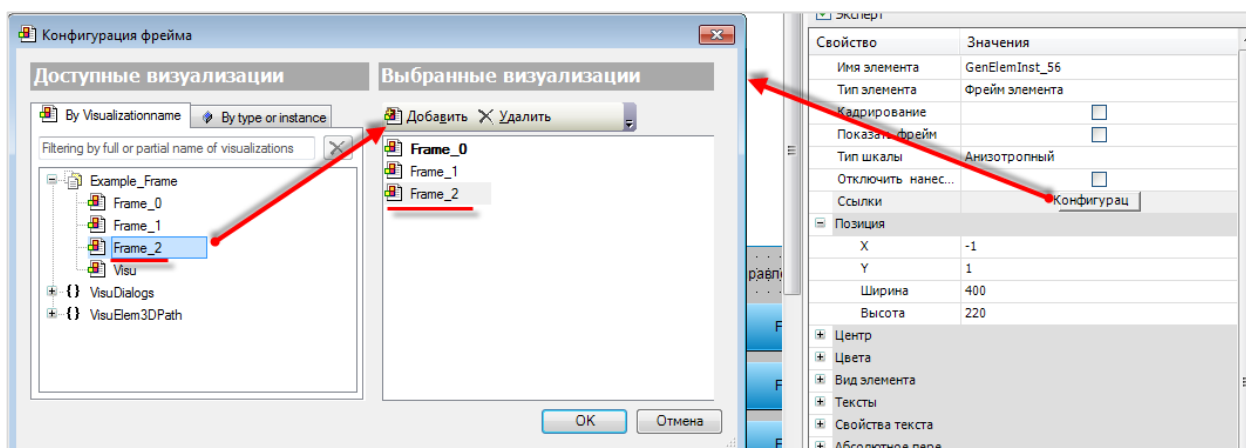 Конфигурация фрейма
Доступные визуализации
Выбранные визуализации
By Visualizationname
By type or instance
Filtering by full or partial name of visualizations
Example_Frame
Frame_0
Frame_1
Frame_2
Visu
VisuDialogs
VisuElem3DPath
Добавить
Удалить
Frame_0
Frame_1
Frame_2
OK
Отмена
Эксперт
Свойство Значения
Имя элемента GenElemInst_56
Тип элемента Фрейм элемента
Кадрирование
Показать фрейм
Тип шкалы Анизотропный
Отключить нанес...
Ссылки Конфигурац
Позиция
X -1
Y 1
Ширина 400
Высота 220
Центр
Цвета
Вид элемента
Тексты
Свойства текста
Абсолютное пере
F
F
F